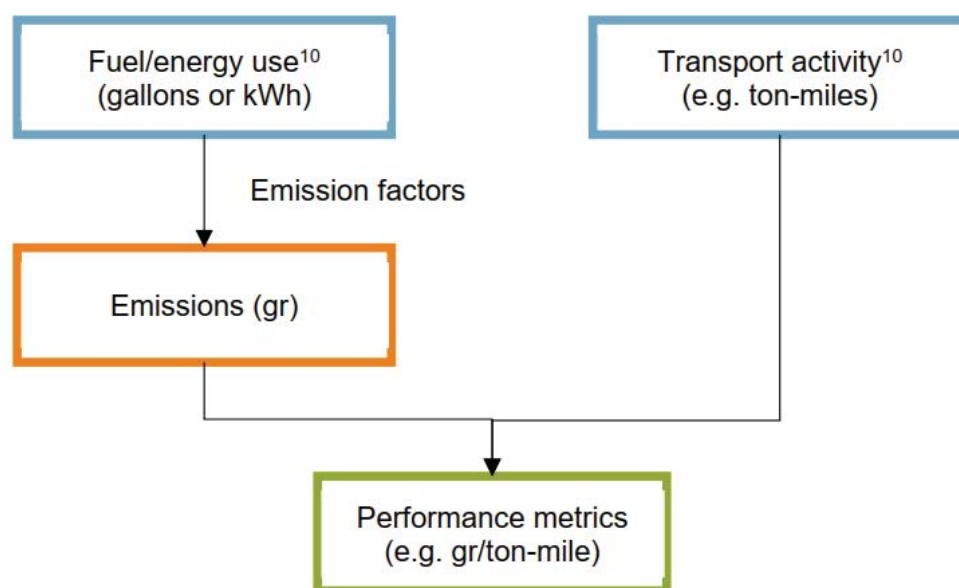 Fuel/energy use¹⁰
(gallons or kWh)
Transport activity¹⁰
(e.g. ton-miles)
Emission factors
Emissions (gr)
Performance metrics
(e.g. gr/ton-mile)